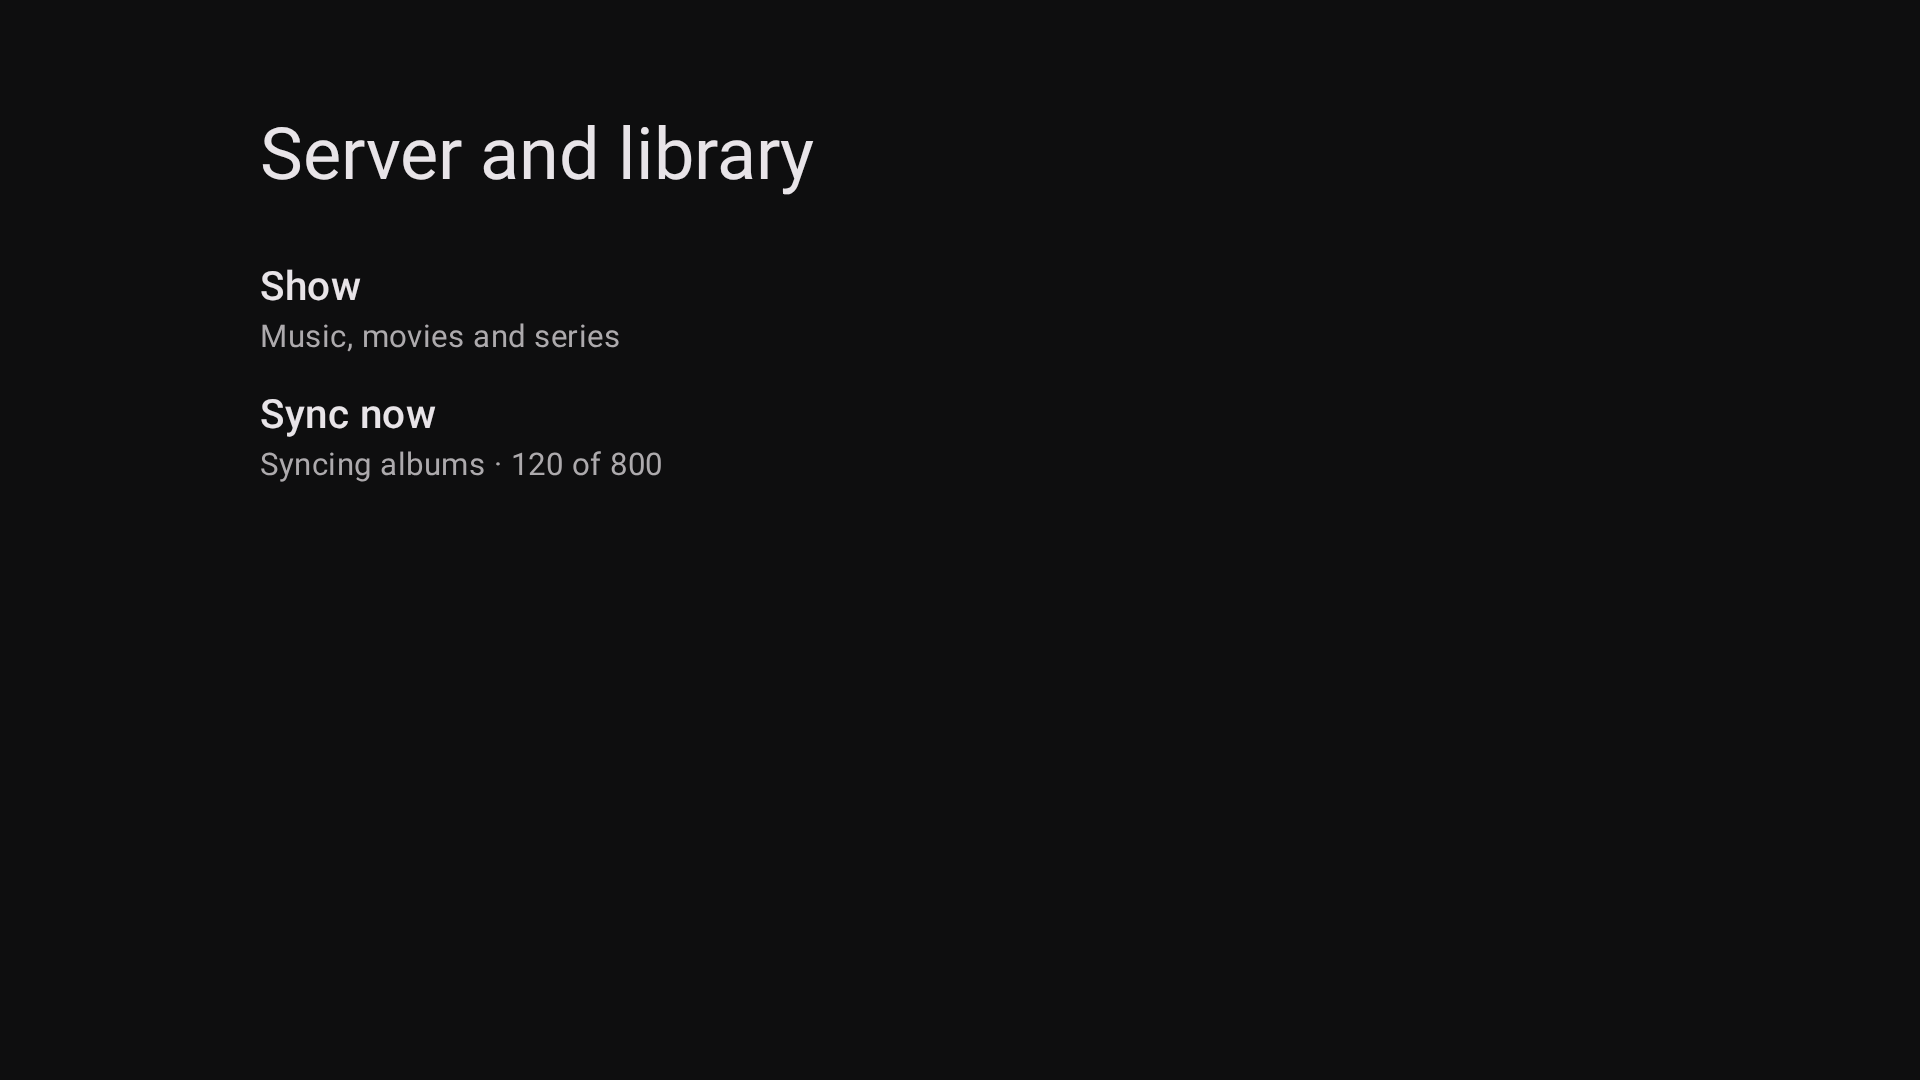 Server and library
Show
Music, movies and series
Sync now
Syncing albums · 120 of 800